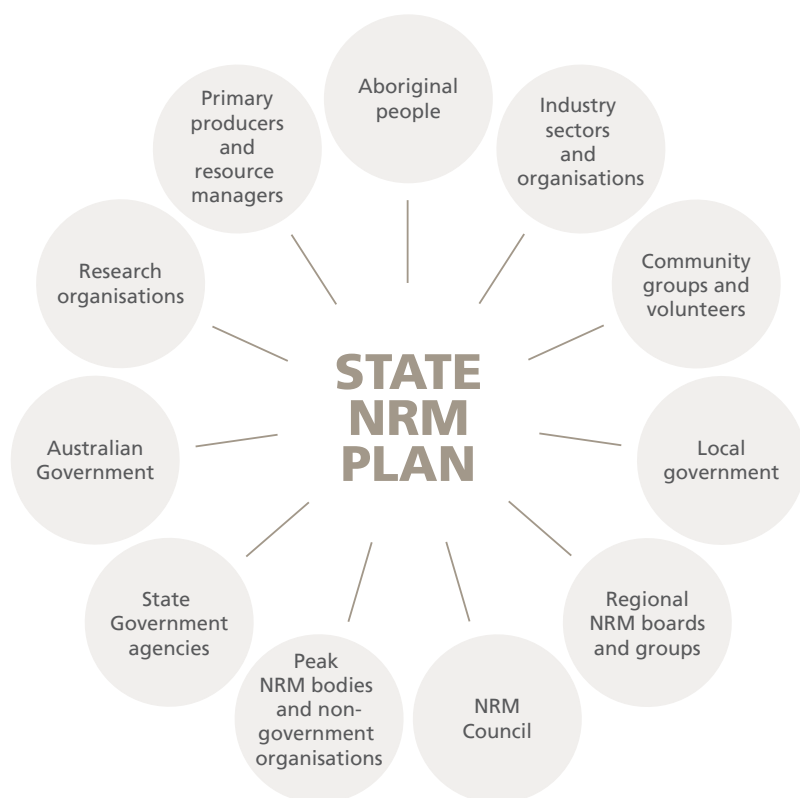 Aboriginal
people
Industry
sectors
and
organisations
Community
groups and
volunteers
Local
government
Regional
NRM boards
and groups
NRM
Council
Peak
NRM bodies
and non-
government
organisations
State
Government
agencies
Australian
Government
Research
organisations
Primary
producers
and
resource
managers
STATE
NRM
PLAN